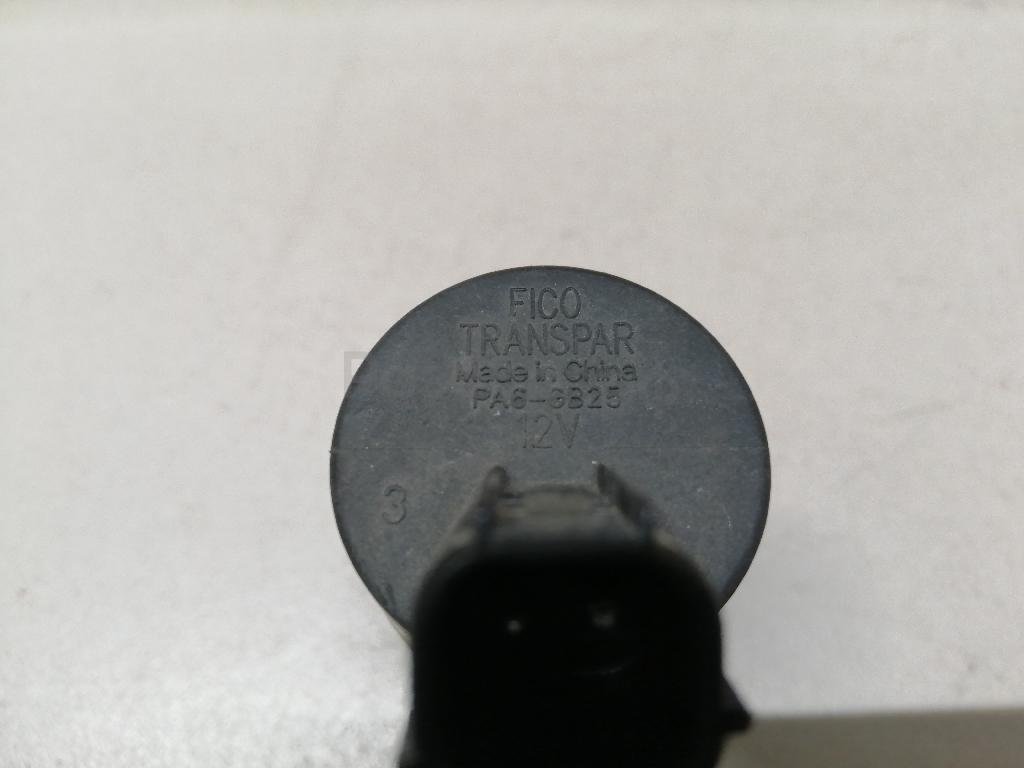 FICO
TRANSPAR
Made in China
PA6-GB25
12V
3